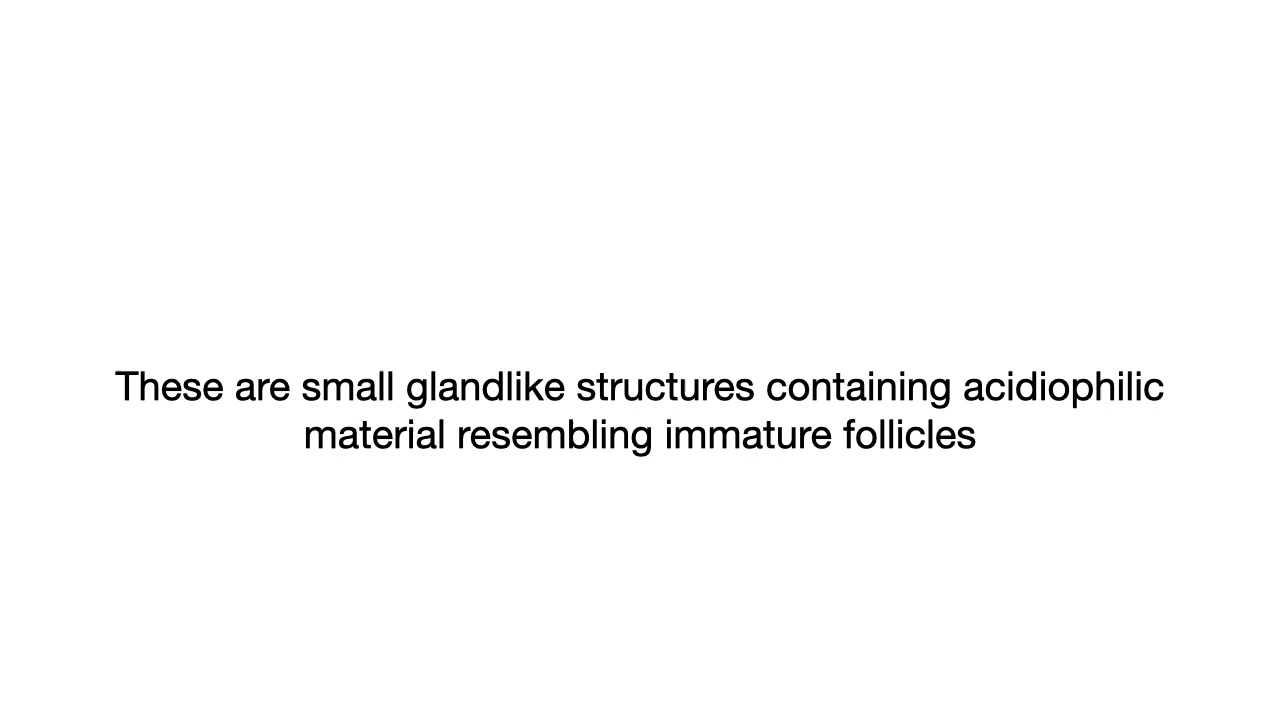 These are small glandlike structures containing acidiophilic
material resembling immature follicles